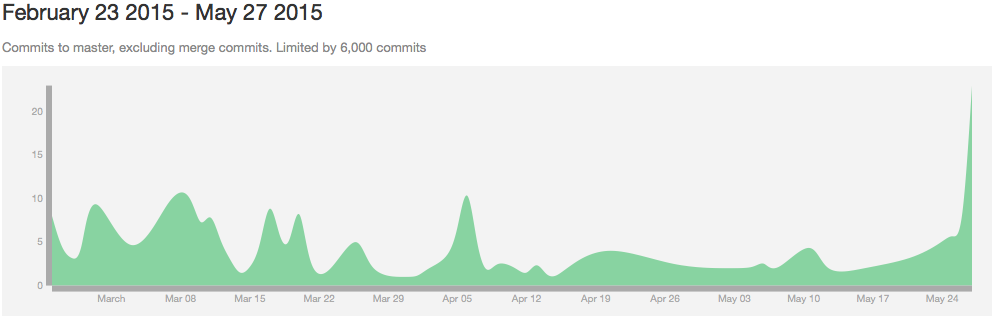 February 23 2015 - May 27 2015
Commits to master, excluding merge commits. Limited by 6,000 commits
20
15
10
5
0
March Mar 08 Mar 15 Mar 22 Mar 29 Apr 05 Apr 12 Apr 19 Apr 26 May 03 May 10 May 17 May 24